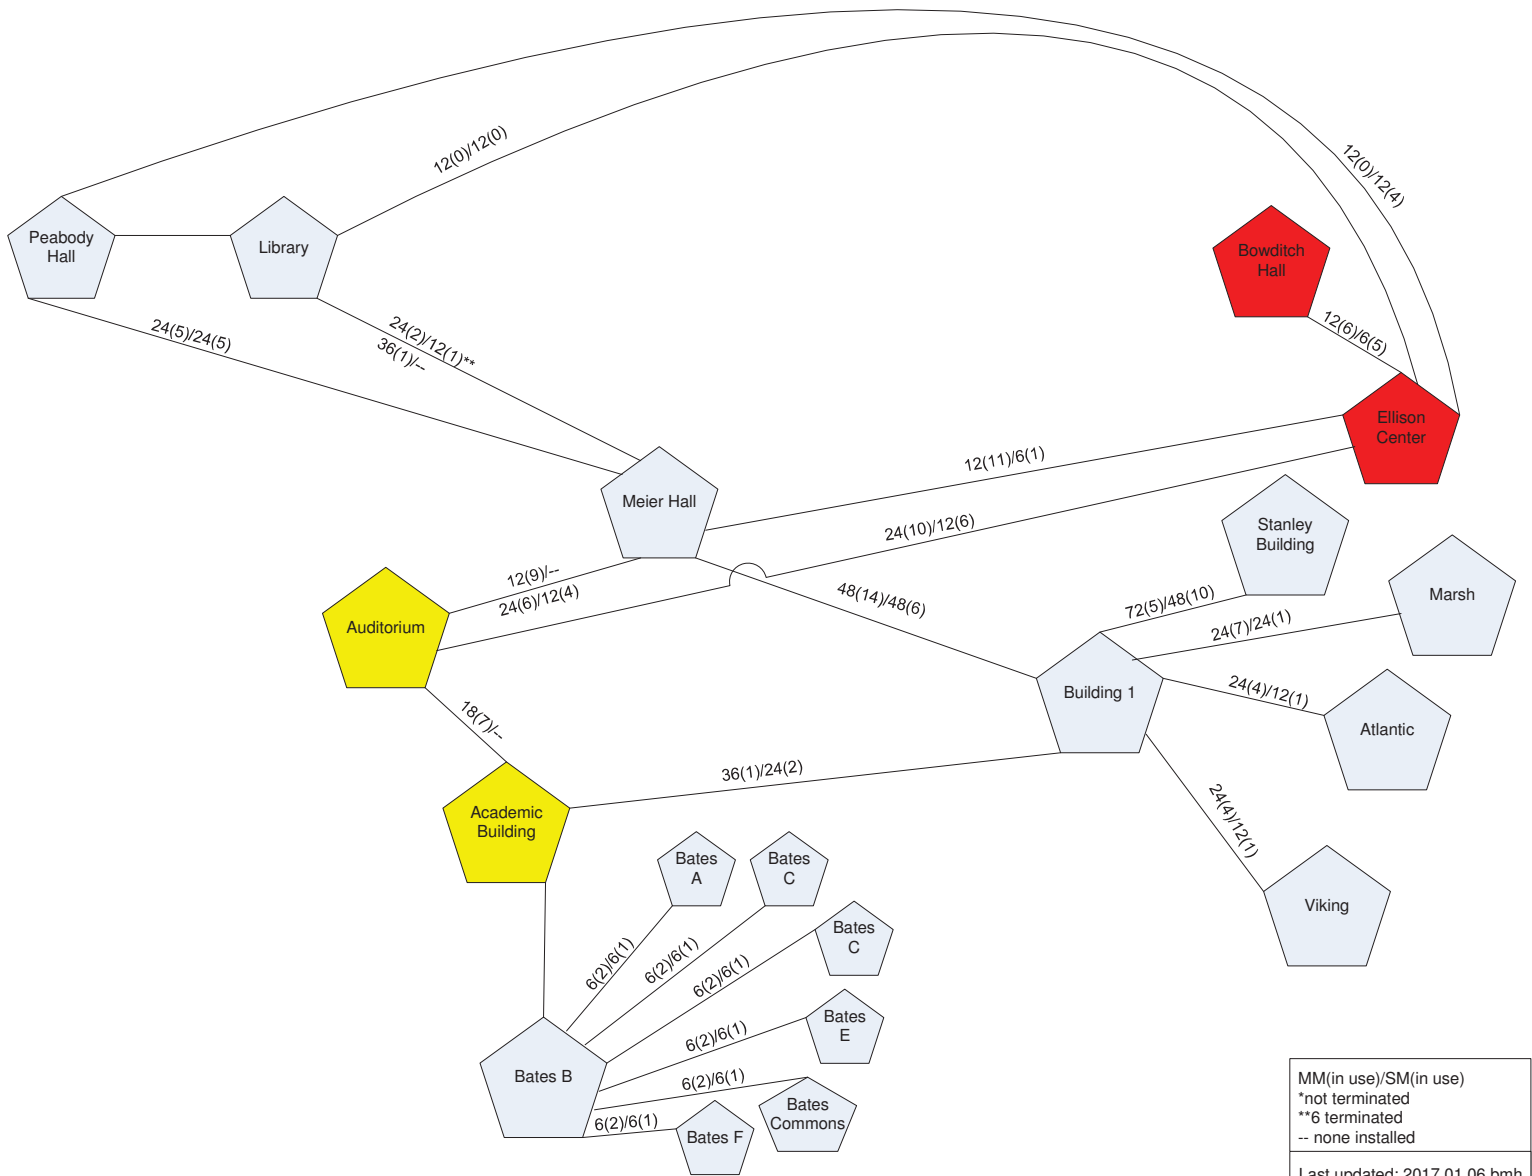 12(0)/12(0)
12(0)/12(4)
Peabody
Hall
Library
Bowditch
Hall
24(5)/24(5)
24(2)/12(1)**
36(1)/--
12(6)/6(5)
Ellison
Center
12(11)/6(1)
Meier Hall
24(10)/12(6)
Stanley
Building
12(9)/--
24(6)/12(4)
48(14)/48(6)
72(5)/48(10)
Marsh
Auditorium
24(7)/24(1)
Building 1
24(4)/12(1)
Atlantic
18(7)/--
36(1)/24(2)
Academic
Building
24(4)/12(1)
Bates
A
Bates
C
Viking
Bates
C
6(2)/6(1)
6(2)/6(1)
6(2)/6(1)
Bates
E
6(2)/6(1)
Bates B
6(2)/6(1)
Bates
Commons
6(2)/6(1)
Bates F
MM(in use)/SM(in use)
*not terminated
**6 terminated
-- none installed
Last updated: 2017.01.06 bmh